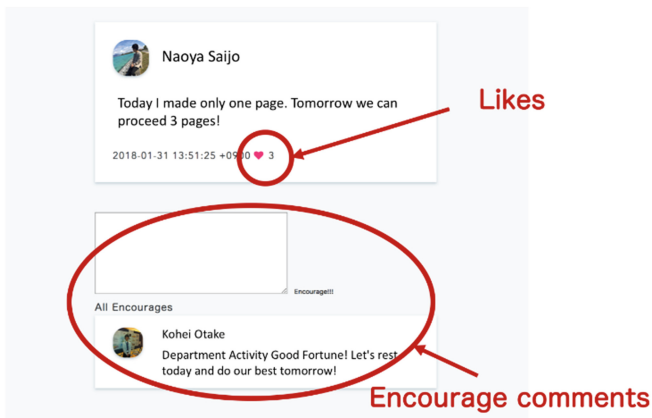 Naoya Saijo
Likes
Today I made only one page. Tomorrow we can
proceed 3 pages!
2018-01-31 13:51:25 +0900 3
Encourage!!!
All Encourages
Kohei Otake
Department Activity Good Fortune! Let's rest
today and do our best tomorrow!
Encourage comments